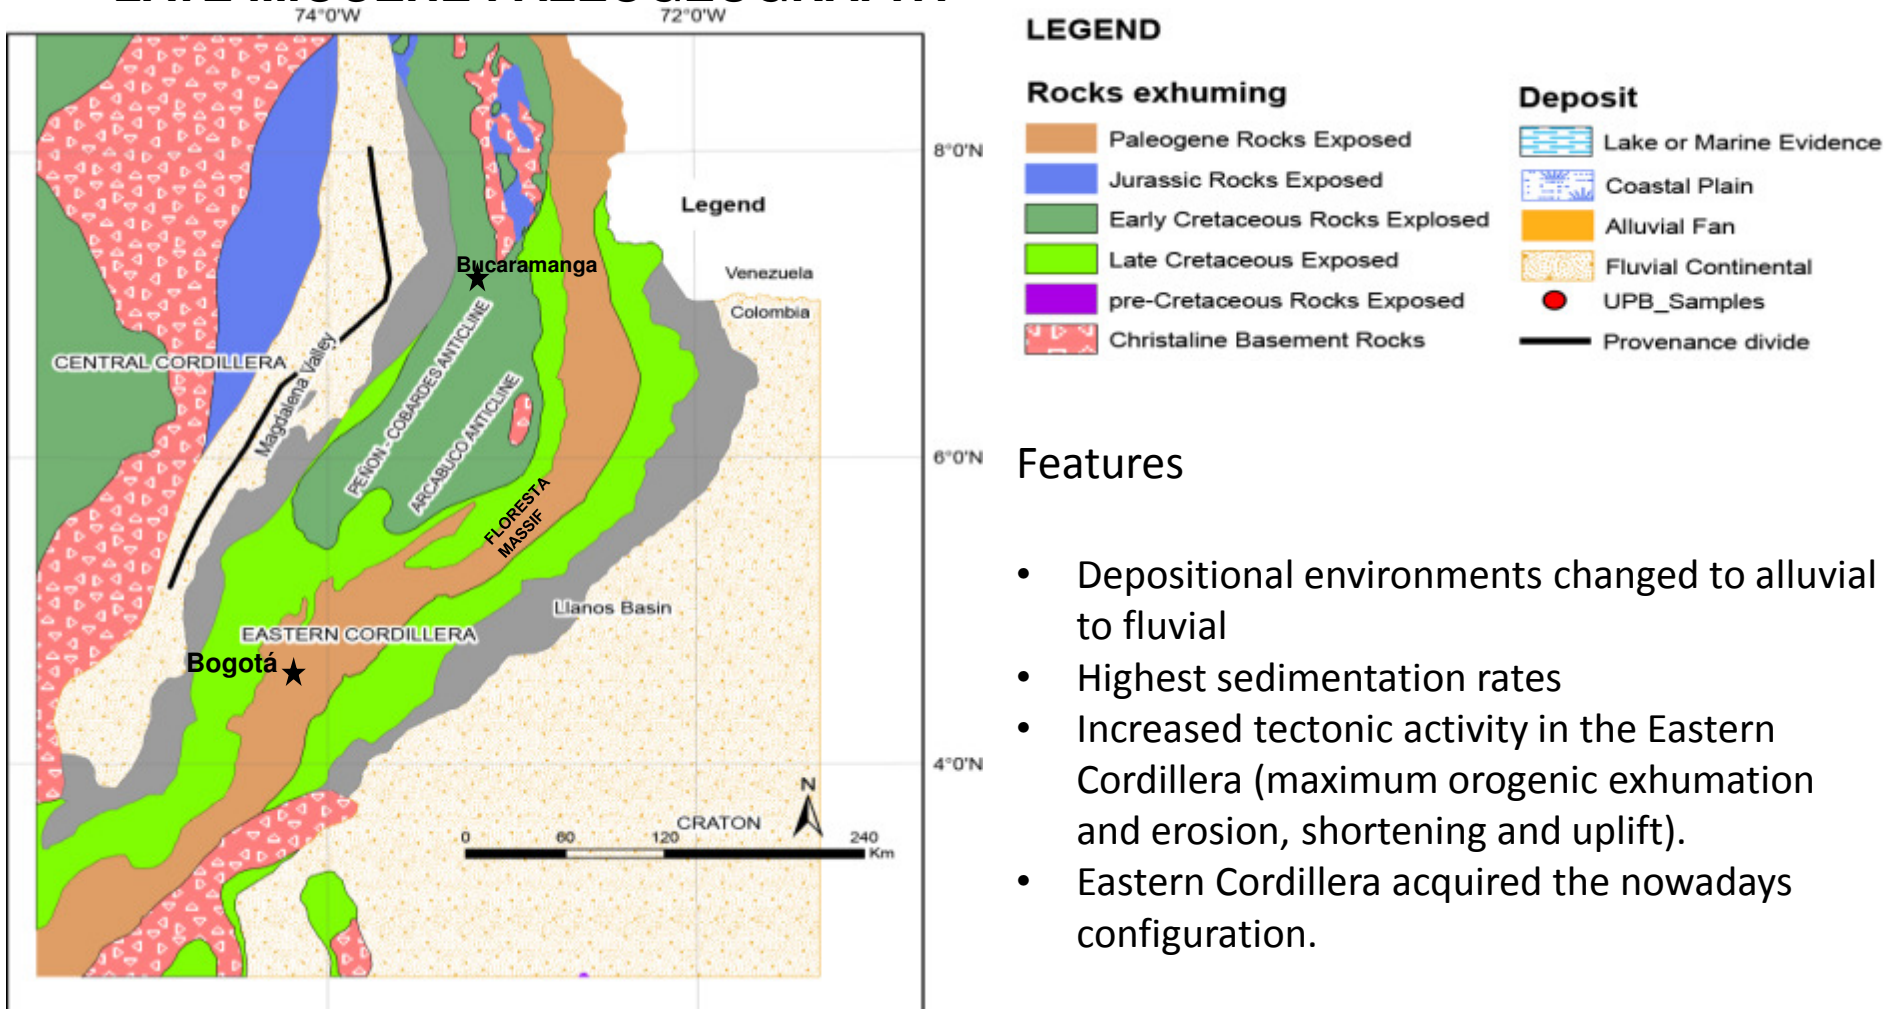 LATE MIOCENE PALEOGEOGRAPHY
74°0'W
72°0'W
8°0'N
6°0'N
4°0'N
Legend
Venezuela
Colombia
Bucaramanga
CENTRAL CORDILLERA
Magdalena Valley
PEÑON - COBARDES ANTICLINE
ARCABUCO ANTICLINE
FLORESTA
MASSIF
Llanos Basin
EASTERN CORDILLERA
Bogotá
CRATON
N
0 60 120 240
Km
LEGEND
Rocks exhuming
Paleogene Rocks Exposed
Jurassic Rocks Exposed
Early Cretaceous Rocks Explosed
Late Cretaceous Exposed
pre-Cretaceous Rocks Exposed
Christaline Basement Rocks
Deposit
Lake or Marine Evidence
Coastal Plain
Alluvial Fan
Fluvial Continental
UPB_Samples
Provenance divide
Features
• Depositional environments changed to alluvial
to fluvial
• Highest sedimentation rates
• Increased tectonic activity in the Eastern
Cordillera (maximum orogenic exhumation
and erosion, shortening and uplift).
• Eastern Cordillera acquired the nowadays
configuration.